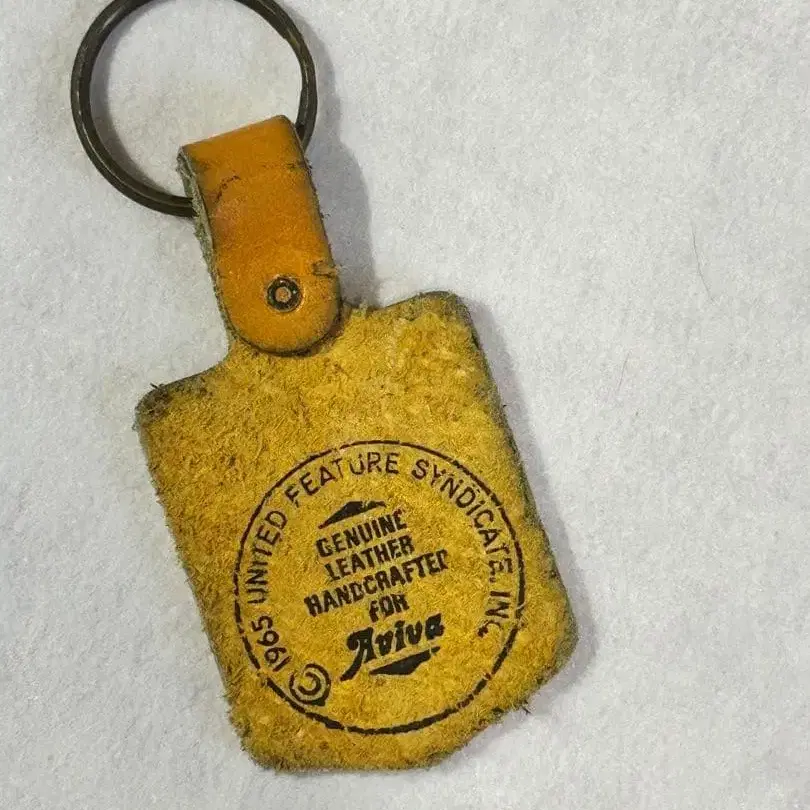 © 1965 UNITED FEATURE SYNDICATE, INC.
GENUINE
LEATHER
HANDCRAFTED
FOR
Aviva